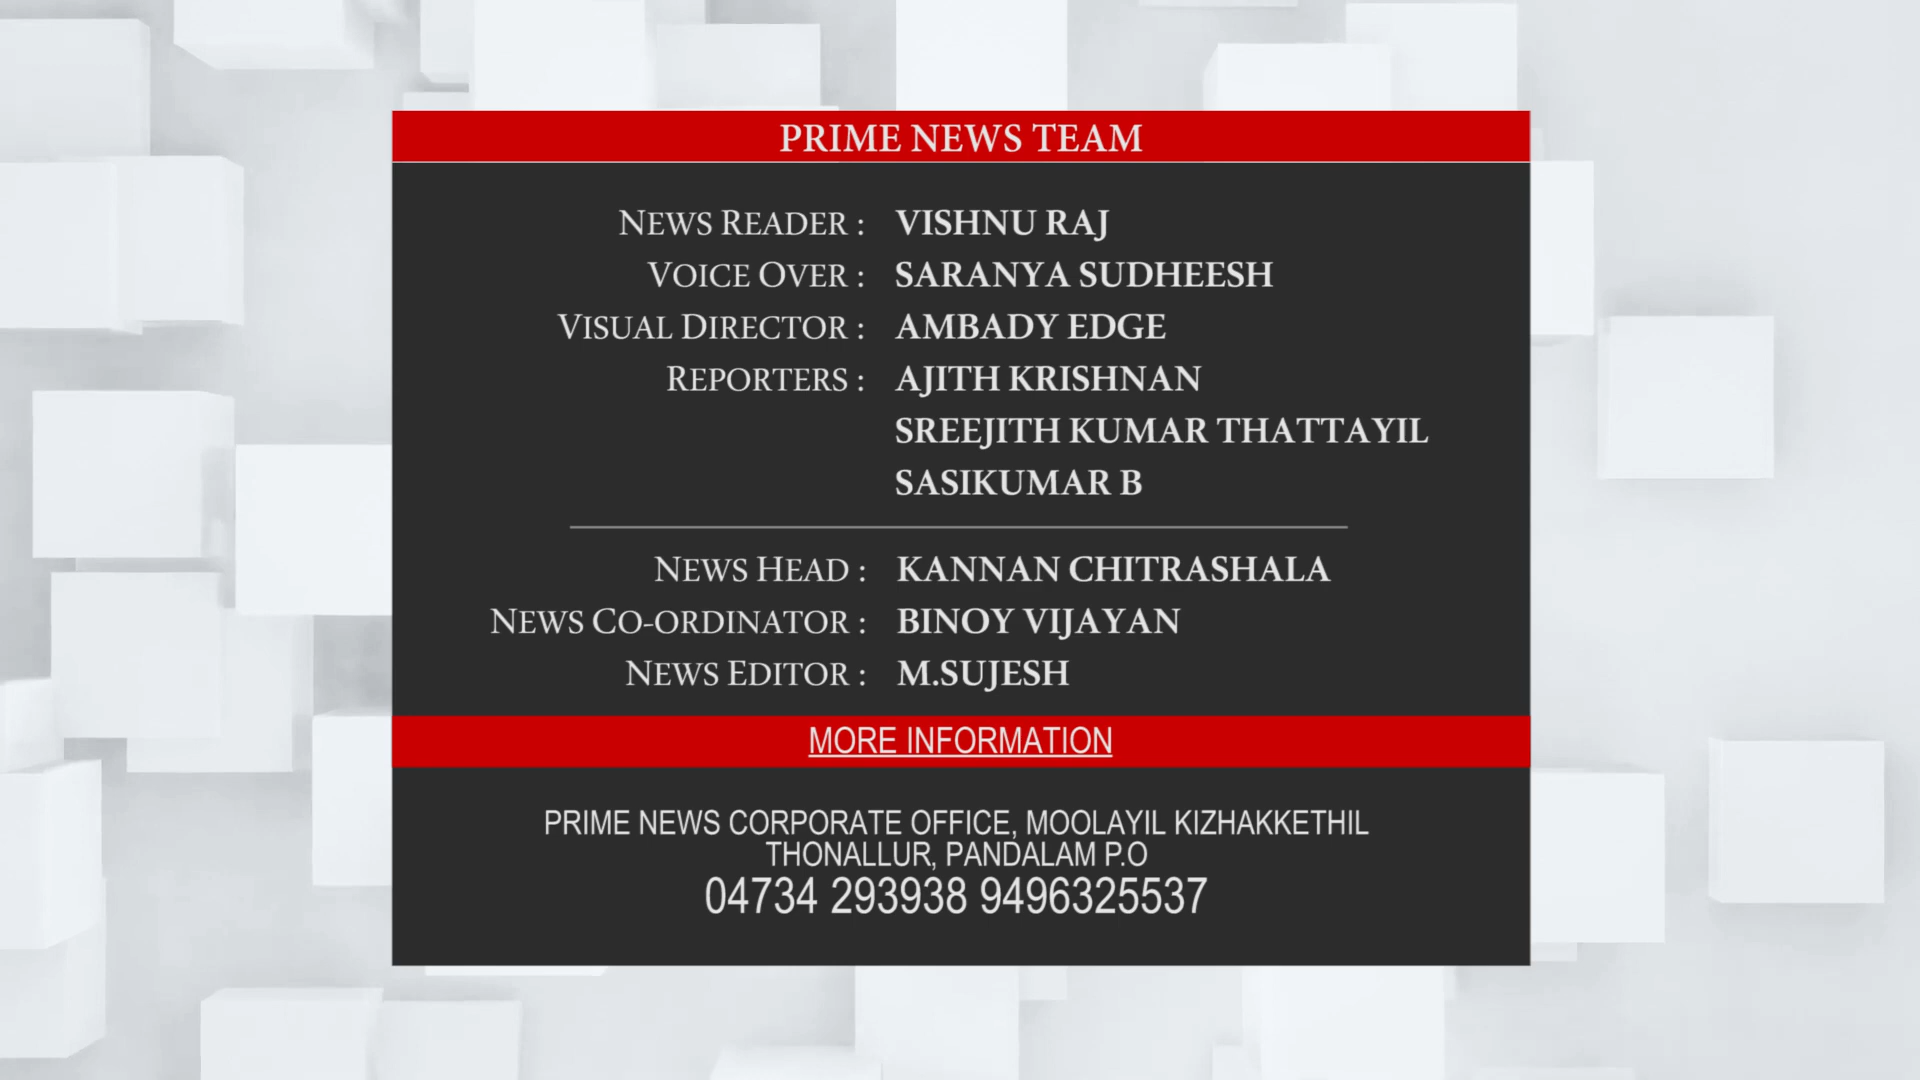 PRIME NEWS TEAM
NEWS READER : VISHNU RAJ
VOICE OVER : SARANYA SUDHEESH
VISUAL DIRECTOR : AMBADY EDGE
REPORTERS : AJITH KRISHNAN
SREEJITH KUMAR THATTAYIL
SASIKUMAR B
NEWS HEAD : KANNAN CHITRASHALA
NEWS CO-ORDINATOR : BINOY VIJAYAN
NEWS EDITOR : M.SUJESH
MORE INFORMATION
PRIME NEWS CORPORATE OFFICE, MOOLAYIL KIZHAKKETHIL
THONALLUR, PANDALAM P.O
04734 293938 9496325537